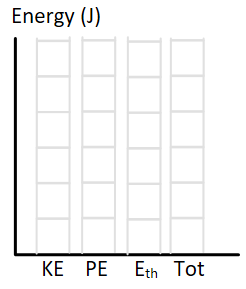 Energy (J)
KE PE Eth Tot